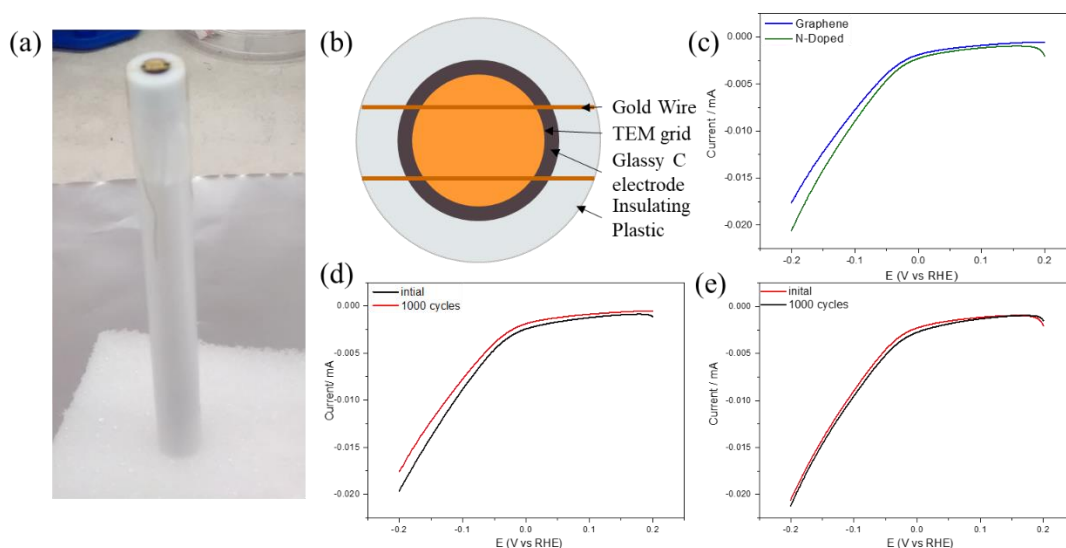 (a)
(b)
Gold Wire
TEM grid
Glassy C
electrode
Insulating
Plastic
(c)
Graphene
N-Doped
0.000
-0.005
-0.010
-0.015
-0.020
Current / mA
-0.2
-0.1
0.0
0.1
0.2
E (V vs RHE)
(d)
intial
1000 cycles
0.000
-0.005
-0.010
-0.015
-0.020
Current/ mA
-0.2
-0.1
0.0
0.1
0.2
E (V vs RHE)
(e)
inital
1000 cycles
0.000
-0.005
-0.010
-0.015
-0.020
Current / mA
-0.2
-0.1
0.0
0.1
0.2
E (V vs RHE)